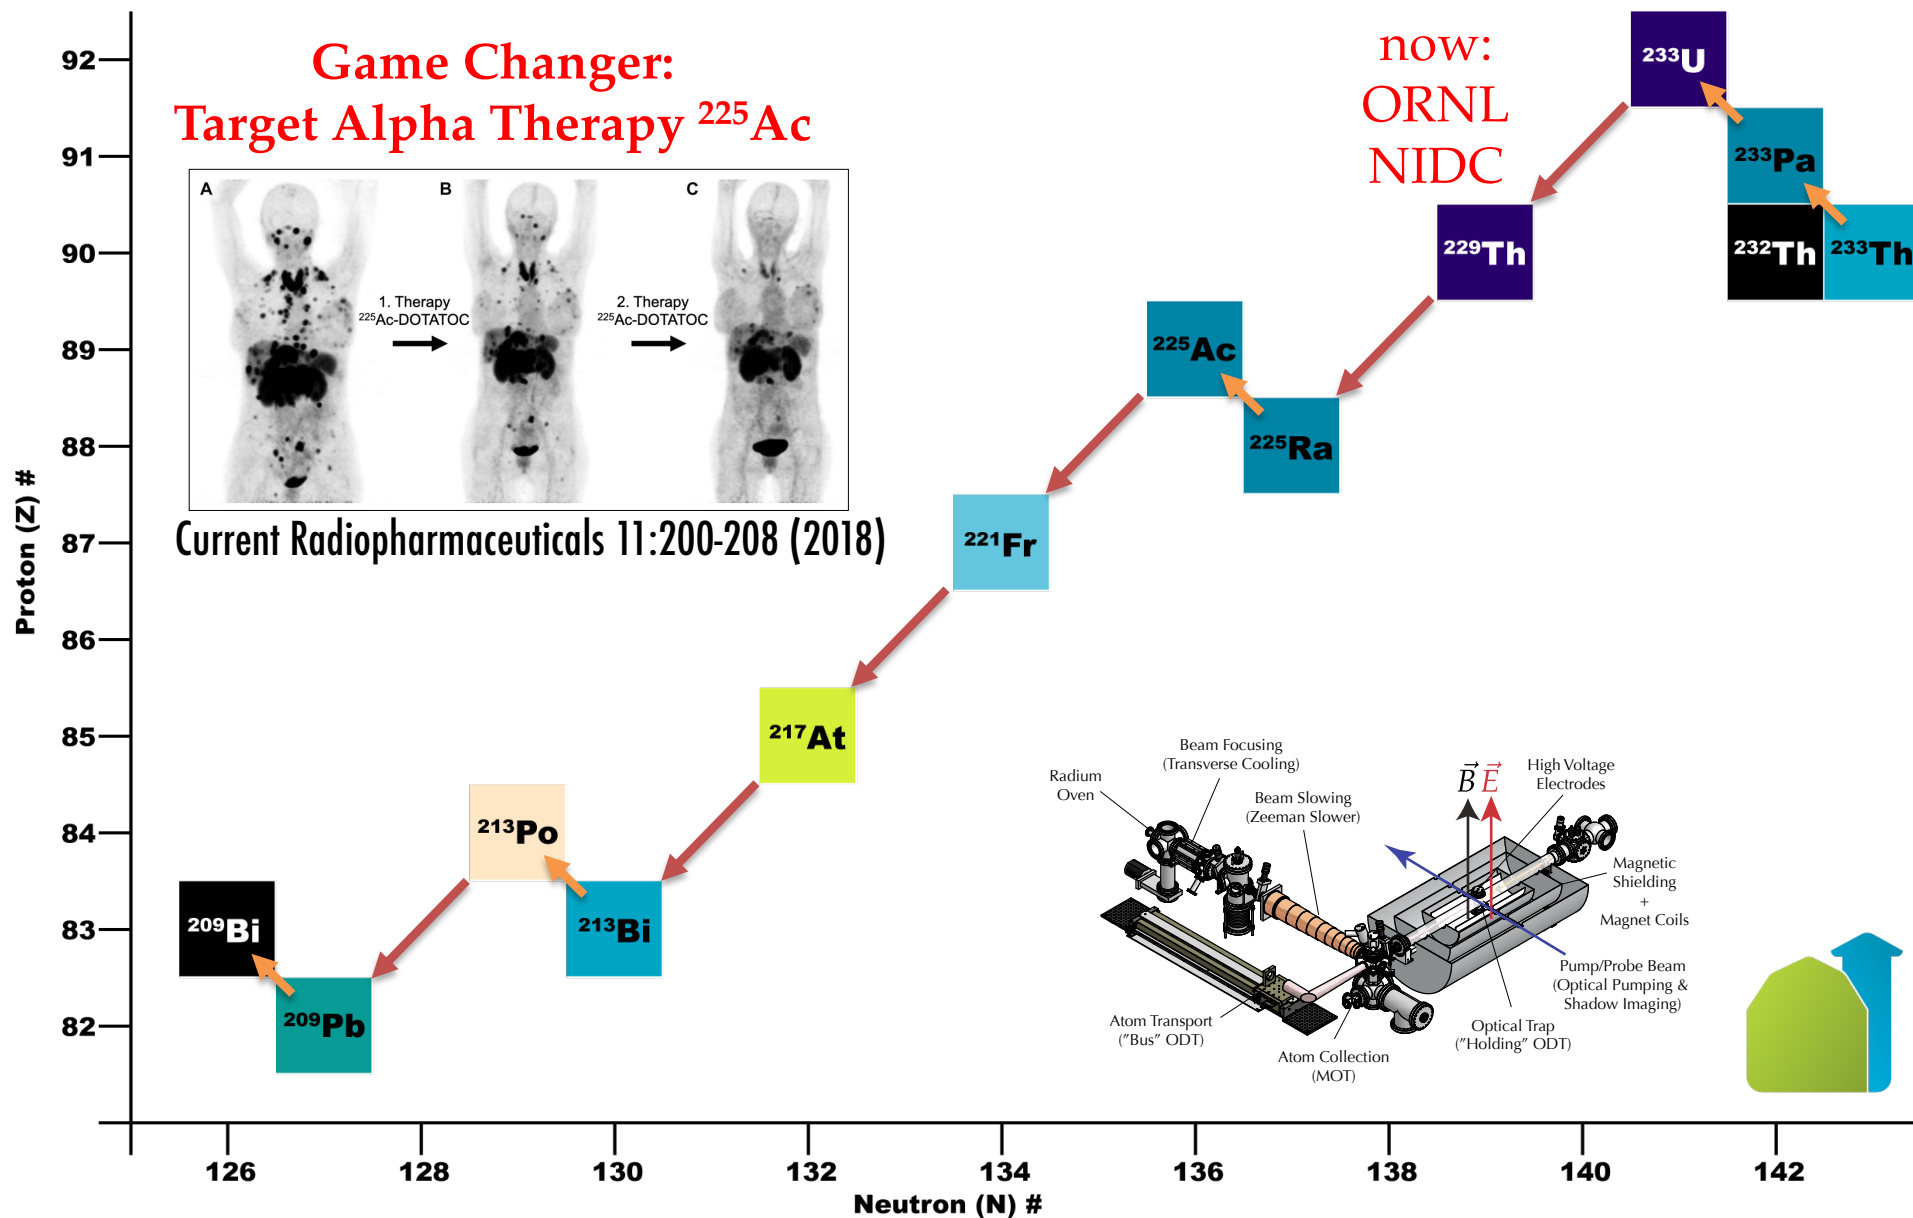 Game Changer:
Target Alpha Therapy ²²⁵Ac
now:
ORNL
NIDC
A
B
C
1. Therapy
²²⁵Ac-DOTATOC
2. Therapy
²²⁵Ac-DOTATOC
Current Radiopharmaceuticals 11:200-208 (2018)
Proton (Z) #
92
91
90
89
88
87
86
85
84
83
82
²³³U
²³³Pa
²²⁹Th
²³²Th
²³³Th
²²⁵Ac
²²⁵Ra
²²¹Fr
²¹⁷At
²¹³Po
²⁰⁹Bi
²¹³Bi
²⁰⁹Pb
Radium
Oven
Beam Focusing
(Transverse Cooling)
Beam Slowing
(Zeeman Slower)
B E
High Voltage
Electrodes
Magnetic
Shielding
+
Magnet Coils
Pump/Probe Beam
(Optical Pumping &
Shadow Imaging)
Optical Trap
("Holding" ODT)
Atom Transport
("Bus" ODT)
Atom Collection
(MOT)
126
128
130
132
134
136
138
140
142
Neutron (N) #